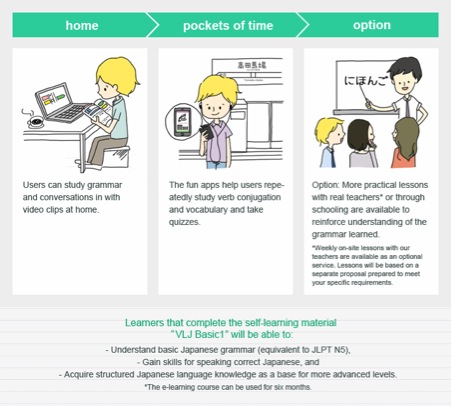 home
pockets of time
option
高田馬場
にほんご
Users can study grammar
and conversations in with
video clips at home.
The fun apps help users repe-
atedly study verb conjugation
and vocabulary and take
quizzes.
Option: More practical lessons
with real teachers* or through
schooling are available to
reinforce understanding of the
grammar learned.
*Weekly on-site lessons with our
teachers are available as an optional
service. Lessons will be based on a
separate proposal prepared to meet
your specific requirements.
Learners that complete the self-learning material
“VLJ Basic1” will be able to:
- Understand basic Japanese grammar (equivalent to JLPT N5),
- Gain skills for speaking correct Japanese, and
- Acquire structured Japanese language knowledge as a base for more advanced levels.
*The e-learning course can be used for six months.